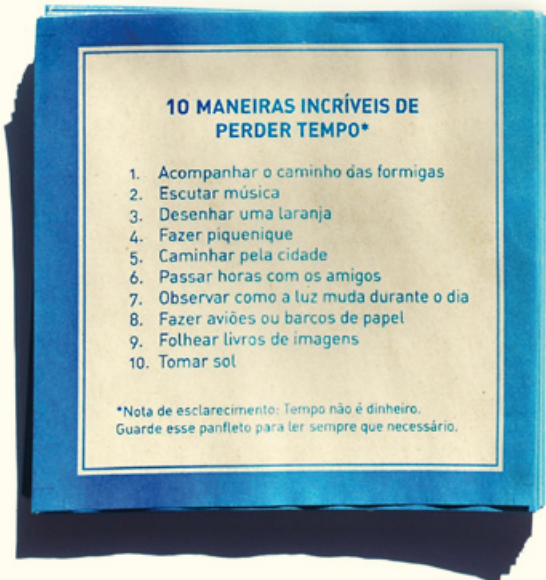 10 MANEIRAS INCRÍVEIS DE
PERDER TEMPO*
1. Acompanhar o caminho das formigas
2. Escutar música
3. Desenhar uma laranja
4. Fazer piquenique
5. Caminhar pela cidade
6. Passar horas com os amigos
7. Observar como a luz muda durante o dia
8. Fazer aviões ou barcos de papel
9. Folhear livros de imagens
10. Tomar sol
*Nota de esclarecimento: Tempo não é dinheiro.
Guarde esse panfleto para ler sempre que necessário.